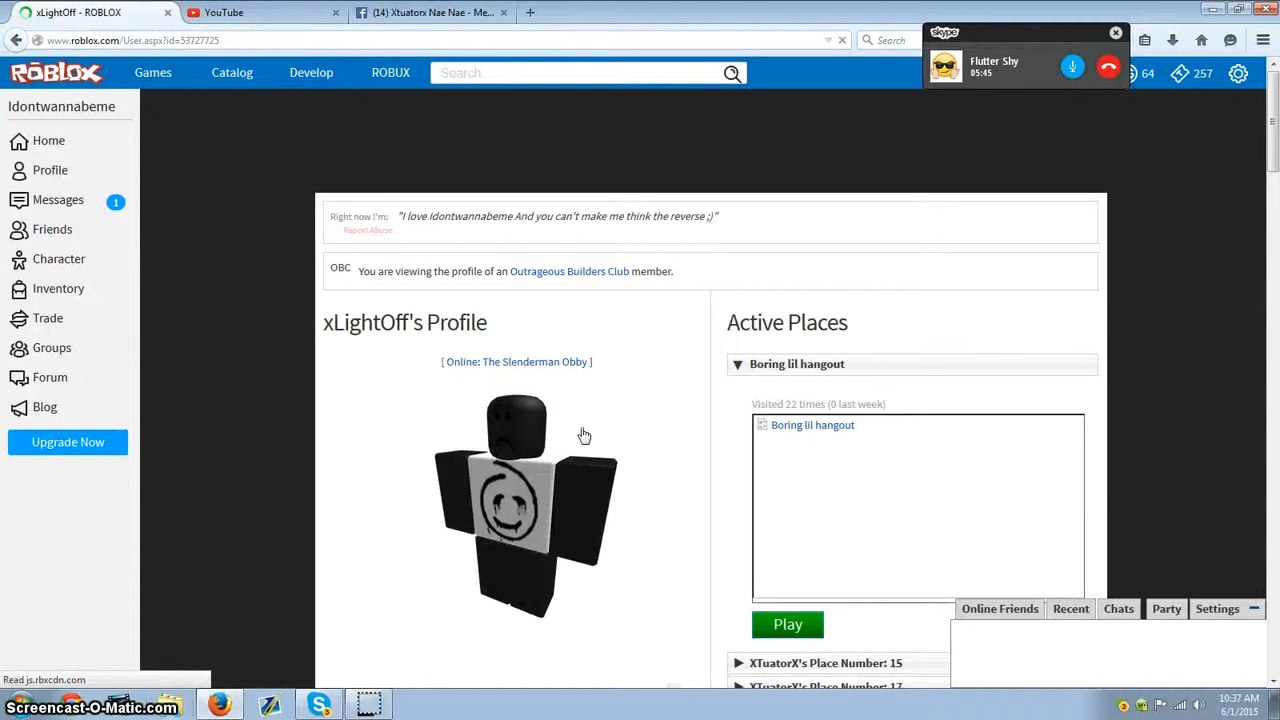 xLightOff - ROBLOX
YouTube
(14) Xtuatorx Nae Nae - Me...
www.roblox.com/User.aspx?id=53727725
Search
skype
Flutter Shy
05:45
ROBLOX
Games
Catalog
Develop
ROBUX
Search...
64
257
Idontwannabeme
Home
Profile
Messages
1
Friends
Character
Inventory
Trade
Groups
Forum
Blog
Upgrade Now
Right now I'm: "I love Idontwannabeme And you can't make me think the reverse ;)"
Report Abuse
OBC You are viewing the profile of an Outrageous Builders Club member.
xLightOff's Profile
[ Online: The Slenderman Obby ]
Active Places
Boring lil hangout
Visited 22 times (0 last week)
Boring lil hangout
Play
XTuatorX's Place Number: 15
XTuatorX's Place Number: 17
Online Friends
Recent
Chats
Party
Settings
Read js.rbxcdn.com
Screencast-O-Matic.com
10:37 AM
6/1/2015